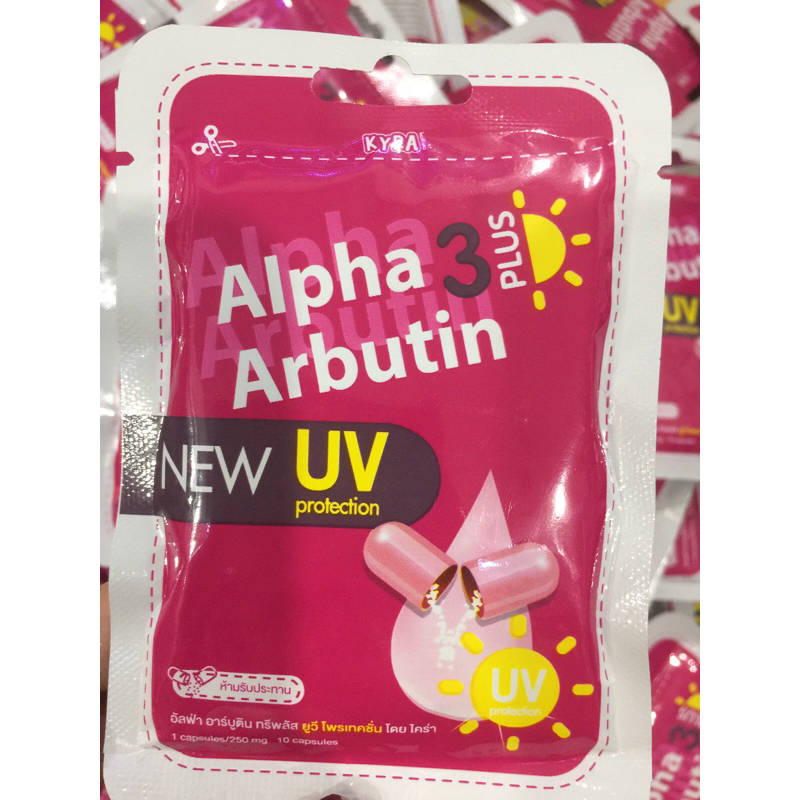 KYRA
Alpha
Arbutin
Alpha 3 PLUS
Arbutin
NEW UV
protection
UV
protection
ห้ามรับประทาน
อัลฟ่า อาร์บูติน ทรีพลัส ยูวี โพรเทคชั่น โดย ไคร่า
1 capsules/250 mg 10 capsules